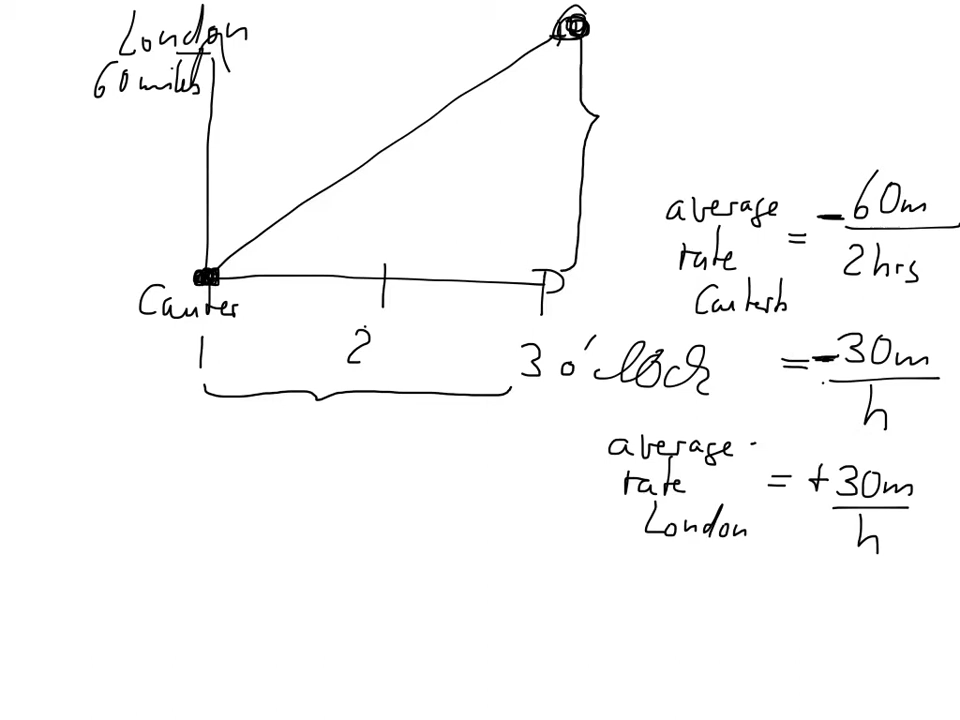 London
60 miles
Canter
1 2 3 o'clock
average
rate
Canterb
= -60m
2 hrs
= -30m
h
average
rate
London
= +30m
h